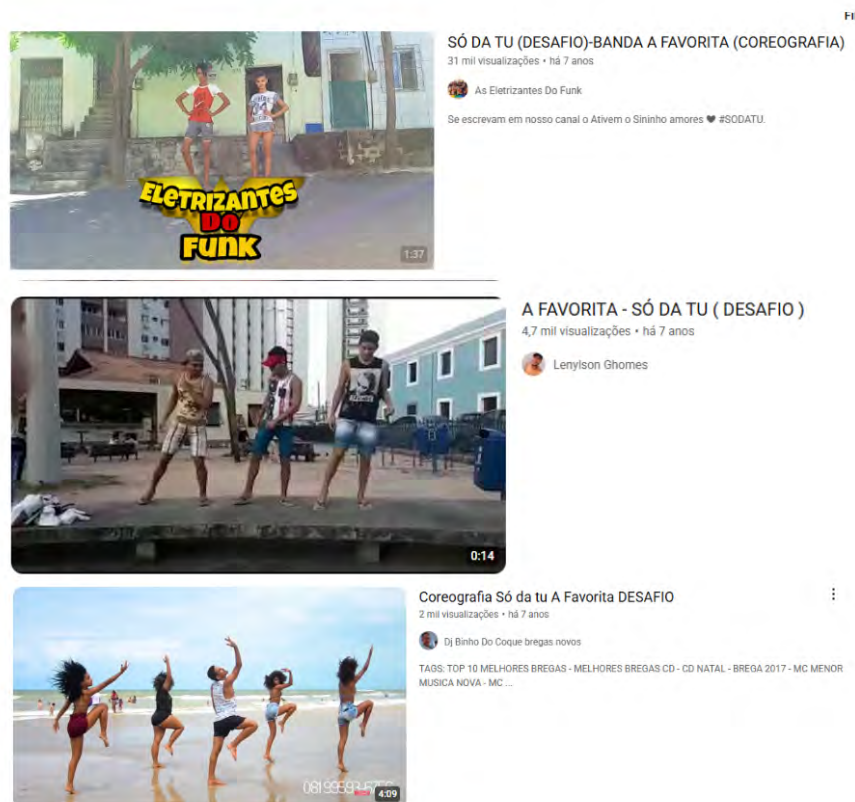 FI
SÓ DA TU (DESAFIO)-BANDA A FAVORITA (COREOGRAFIA)
31 mil visualizações • há 7 anos
As Eletrizantes Do Funk
Se escrevam em nosso canal o Ativem o Sininho amores ♥ #SODATU.
ELETRIZANTES
DO
FUNK
1:37
A FAVORITA - SÓ DA TU ( DESAFIO )
4,7 mil visualizações • há 7 anos
Lenylson Ghomes
0:14
Coreografia Só da tu A Favorita DESAFIO
2 mil visualizações • há 7 anos
Dj Binho Do Coque bregas novos
TAGS: TOP 10 MELHORES BREGAS - MELHORES BREGAS CD - CD NATAL - BREGA 2017 - MC MENOR
MUSICA NOVA - MC ...
4:09